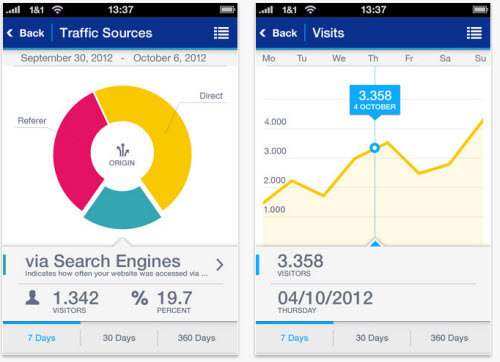 1&1 13:37
Back Traffic Sources
September 30, 2012 - October 6, 2012
Direct
Referer
ORIGIN
via Search Engines
Indicates how often your website was accessed via ...
1.342
VISITORS
% 19.7
PERCENT
7 Days 30 Days 360 Days
1&1 13:37
Back Visits
Mo Tu We Th Fr Sa Su
3.358
4 OCTOBER
4.000
3.000
2.000
1.000
3.358
VISITORS
04/10/2012
THURSDAY
7 Days 30 Days 360 Days